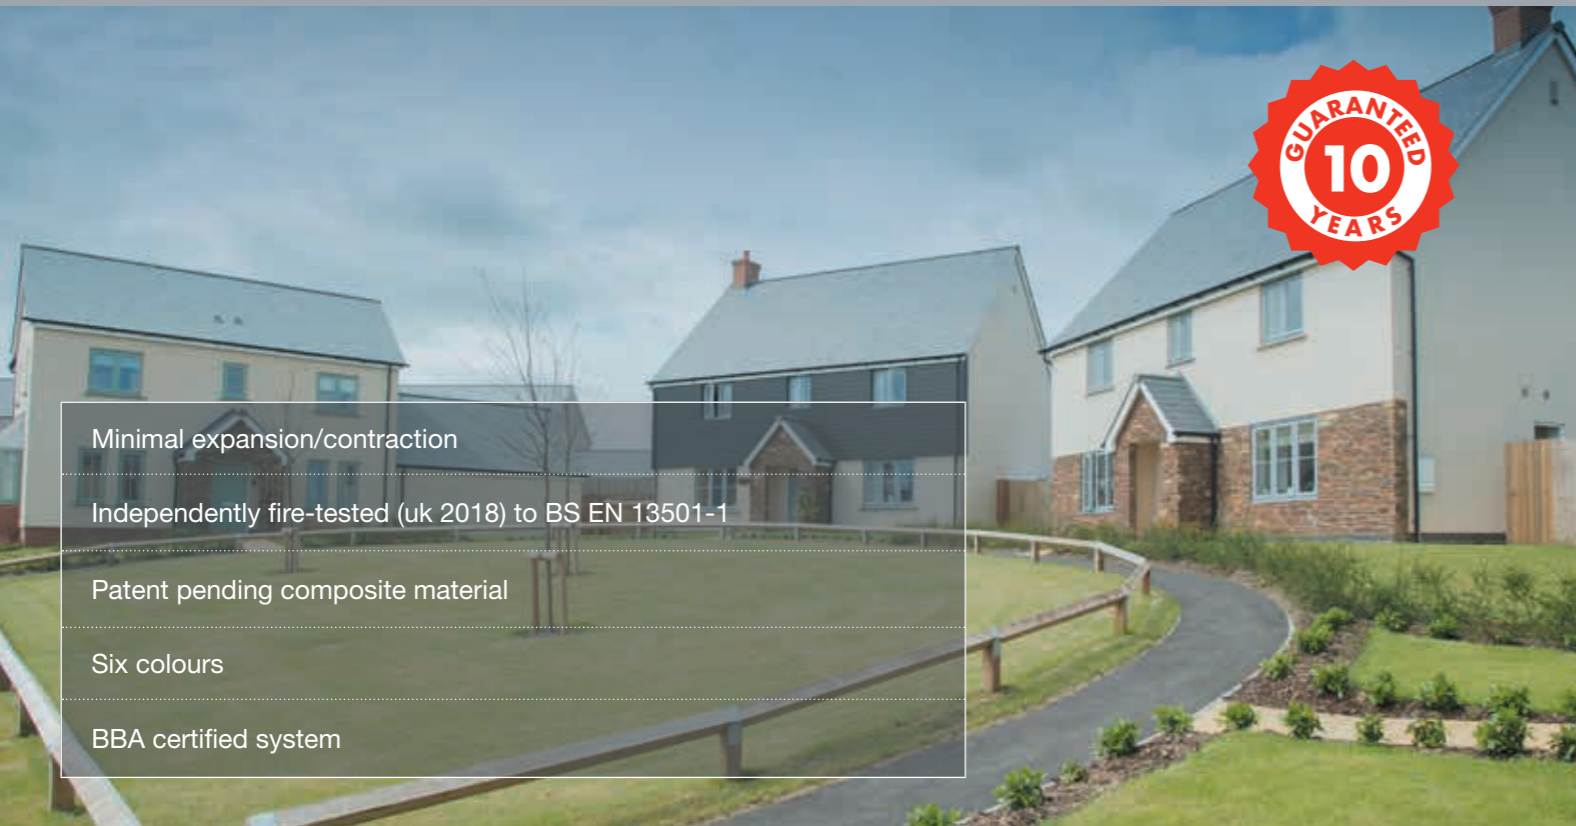 GUARANTEED
10
YEARS
Minimal expansion/contraction
Independently fire-tested (uk 2018) to BS EN 13501-1
Patent pending composite material
Six colours
BBA certified system